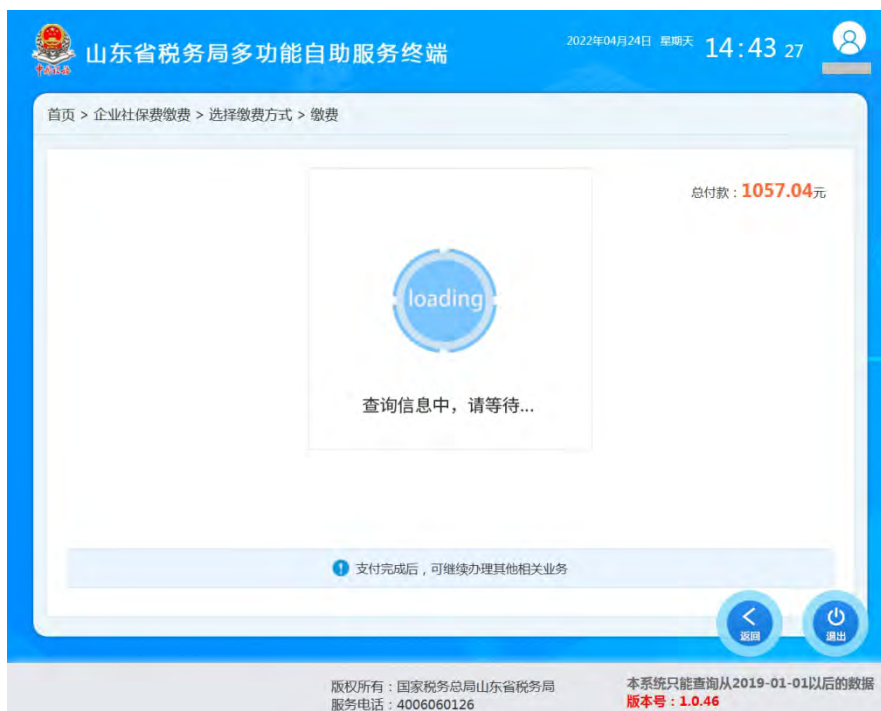 山东省税务局多功能自助服务终端
2022年04月24日 星期天 14:43 27
中国税务
首页 > 企业社保费缴费 > 选择缴费方式 > 缴费
总付款：1057.04元
loading
查询信息中，请等待...
支付完成后，可继续办理其他相关业务
返回
退出
版权所有：国家税务总局山东省税务局
服务电话：4006060126
本系统只能查询从2019-01-01以后的数据
版本号：1.0.46